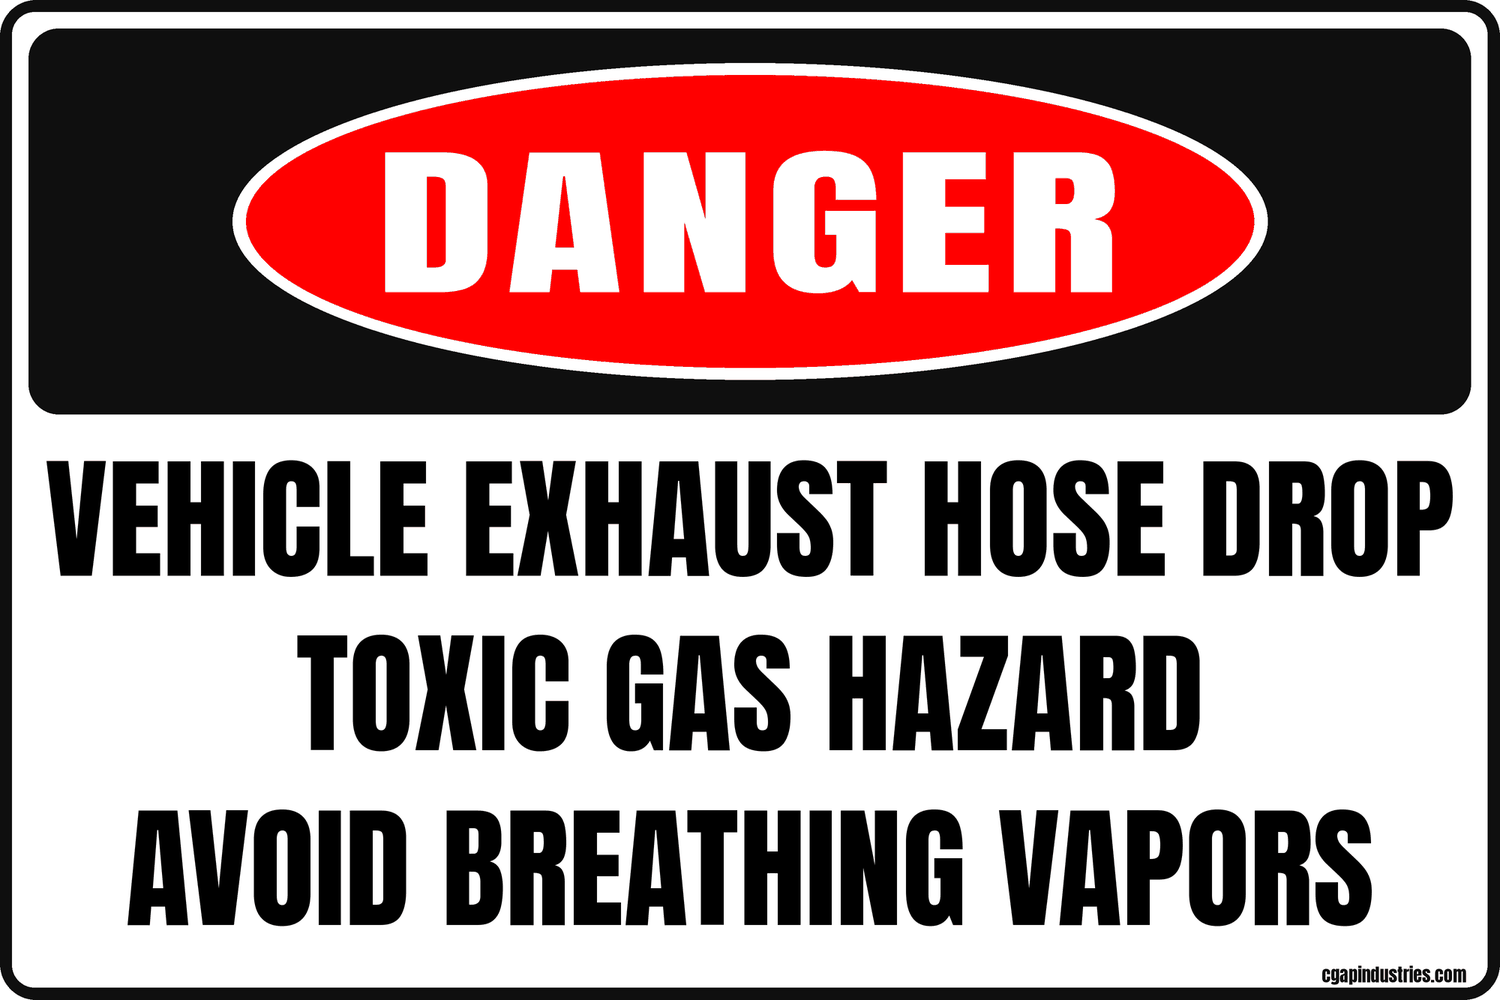 DANGER
VEHICLE EXHAUST HOSE DROP
TOXIC GAS HAZARD
AVOID BREATHING VAPORS
cgapindustries.com